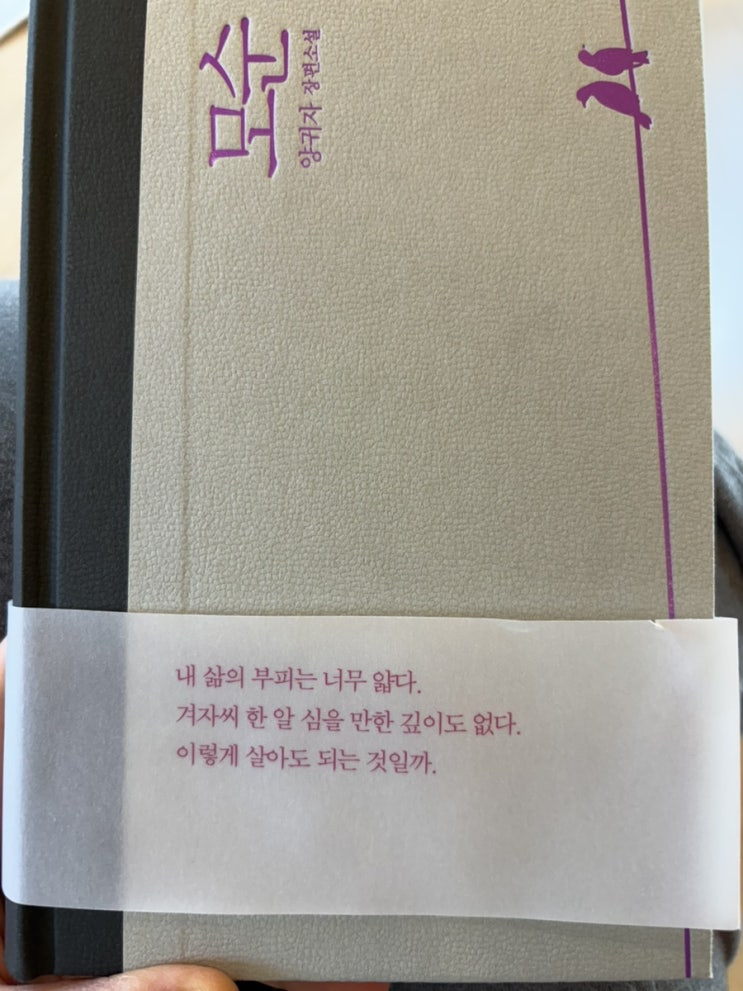 모순
양귀자 장편소설
내 삶의 부피는 너무 얇다.
겨자씨 한 알 심을 만한 깊이도 없다.
이렇게 살아도 되는 것일까.